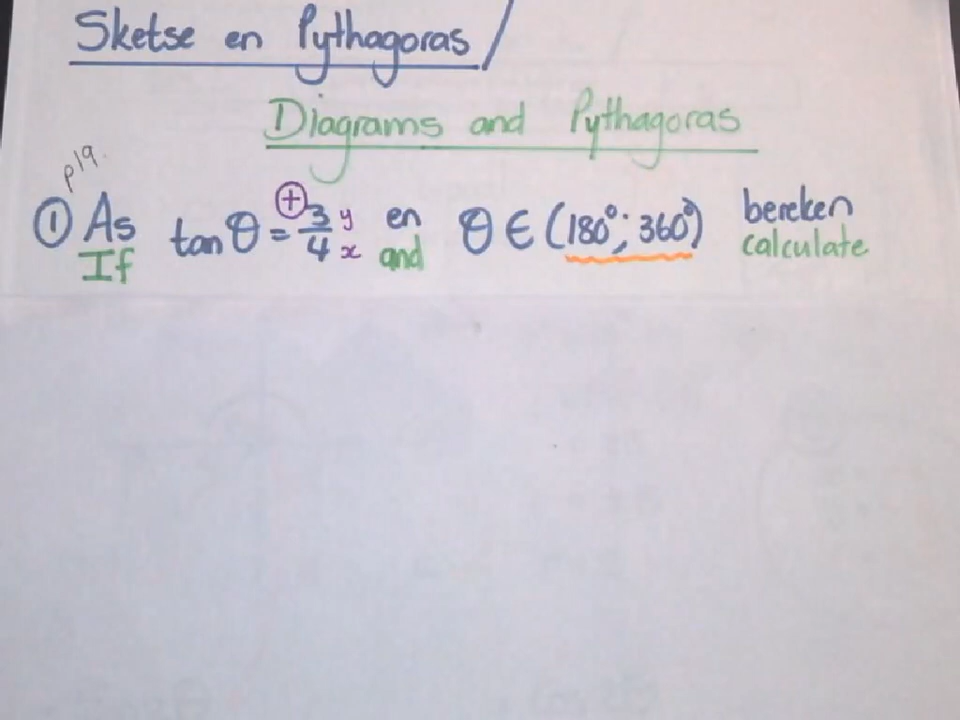 Sketse en Pythagoras/
Diagrams and Pythagoras
p19.
① As tan θ = ⊕ 3/4 y/x en θ ∈ (180°; 360°) bereken
If and calculate